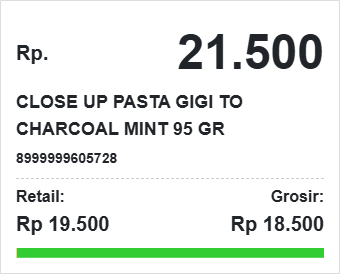 Rp. 21.500
CLOSE UP PASTA GIGI TO
CHARCOAL MINT 95 GR
8999999605728
Retail: Grosir:
Rp 19.500 Rp 18.500